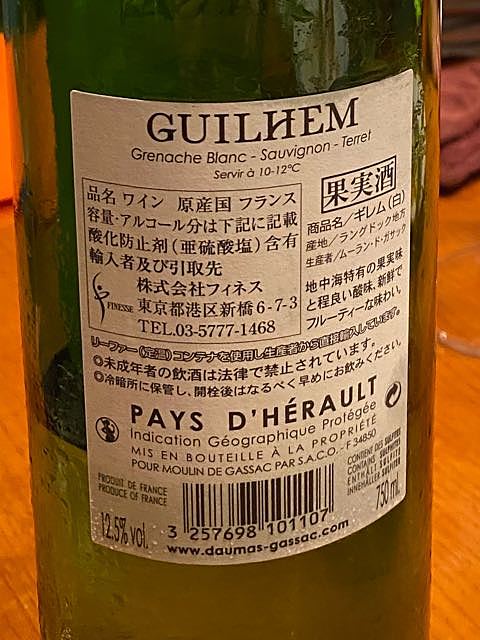 GUILHEM
Grenache Blanc - Sauvignon - Terret
Servir à 10-12°C
品名 ワイン 原産国 フランス
容量・アルコール分は下記に記載
酸化防止剤(亜硫酸塩)含有
輸入者及び引取先
株式会社フィネス
東京都港区新橋6-7-3
TEL.03-5777-1468
FINESSE
果実酒
商品名/ギレム(白)
産地/ラングドック地方
生産者/ムーラン・ド・ガサック
地中海特有の果実味
と程良い酸味、新鮮で
フルーティーな味わい。
リーファー(定温)コンテナを使用し生産者から直接輸入しています。
◎未成年者の飲酒は法律で禁止されています。
◎冷暗所に保管し、開栓後はなるべく早めにお飲みください。
PAYS D'HÉRAULT
Indication Géographique Protégée
MIS EN BOUTEILLE À LA PROPRIÉTÉ
POUR MOULIN DE GASSAC PAR S.A.C.O. - F 34850
PRODUIT DE FRANCE
PRODUCE OF FRANCE
CONTIENT DES SULFITES
CONTAINS SULPHITES
ENTHÄLT SULFITE
INNEHÅLLER SULFITER
12,5% vol.
750 mL
3 257698 101107
www.daumas-gassac.com